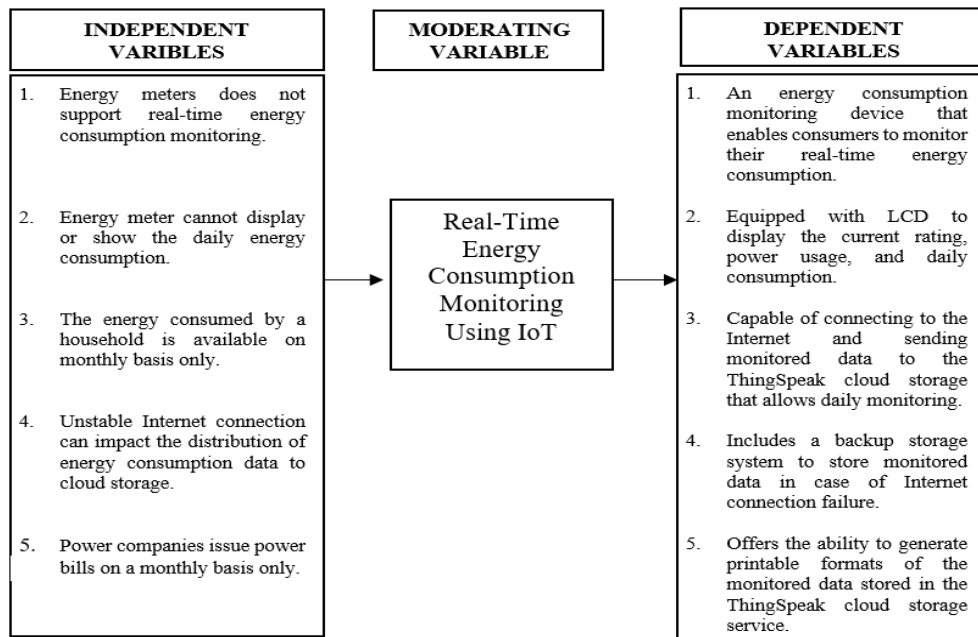 INDEPENDENT
VARIBLES
1. Energy meters does not
support real-time energy
consumption monitoring.
2. Energy meter cannot display
or show the daily energy
consumption.
3. The energy consumed by a
household is available on
monthly basis only.
4. Unstable Internet connection
can impact the distribution of
energy consumption data to
cloud storage.
5. Power companies issue power
bills on a monthly basis only.
MODERATING
VARIABLE
Real-Time
Energy
Consumption
Monitoring
Using IoT
DEPENDENT
VARIABLES
1. An energy consumption
monitoring device that
enables consumers to monitor
their real-time energy
consumption.
2. Equipped with LCD to
display the current rating,
power usage, and daily
consumption.
3. Capable of connecting to the
Internet and sending
monitored data to the
ThingSpeak cloud storage
that allows daily monitoring.
4. Includes a backup storage
system to store monitored
data in case of Internet
connection failure.
5. Offers the ability to generate
printable formats of the
monitored data stored in the
ThingSpeak cloud storage
service.